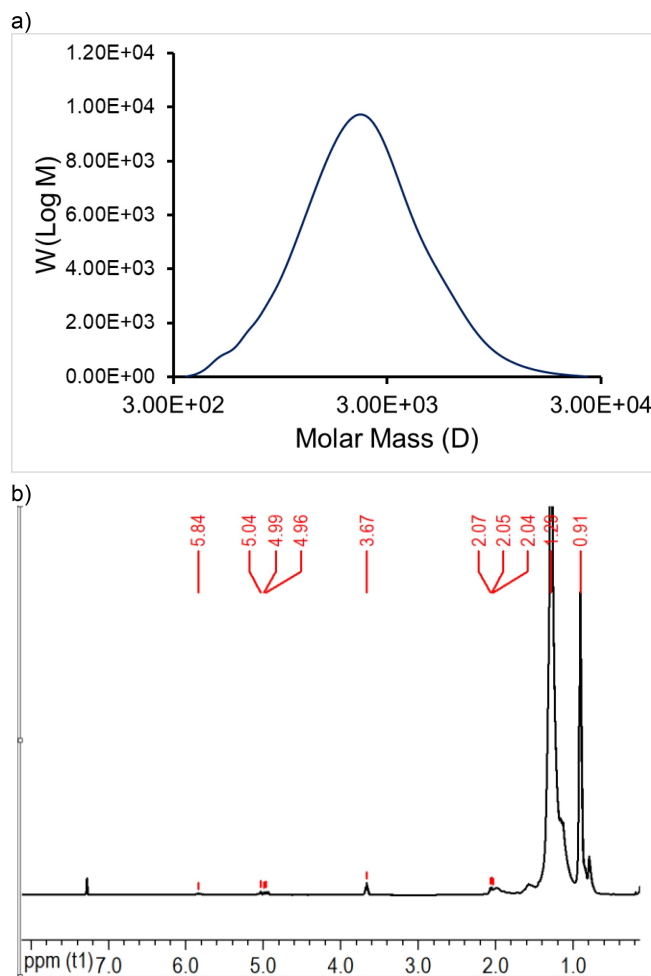 a)
1.20E+04
1.00E+04
8.00E+03
6.00E+03
4.00E+03
2.00E+03
0.00E+00
W(Log M)
3.00E+02 3.00E+03 3.00E+04
Molar Mass (D)
b)
5.84 5.04 4.99 4.96 3.67 2.07 2.05 2.04 1.29 0.91
ppm (t1) 7.0 6.0 5.0 4.0 3.0 2.0 1.0